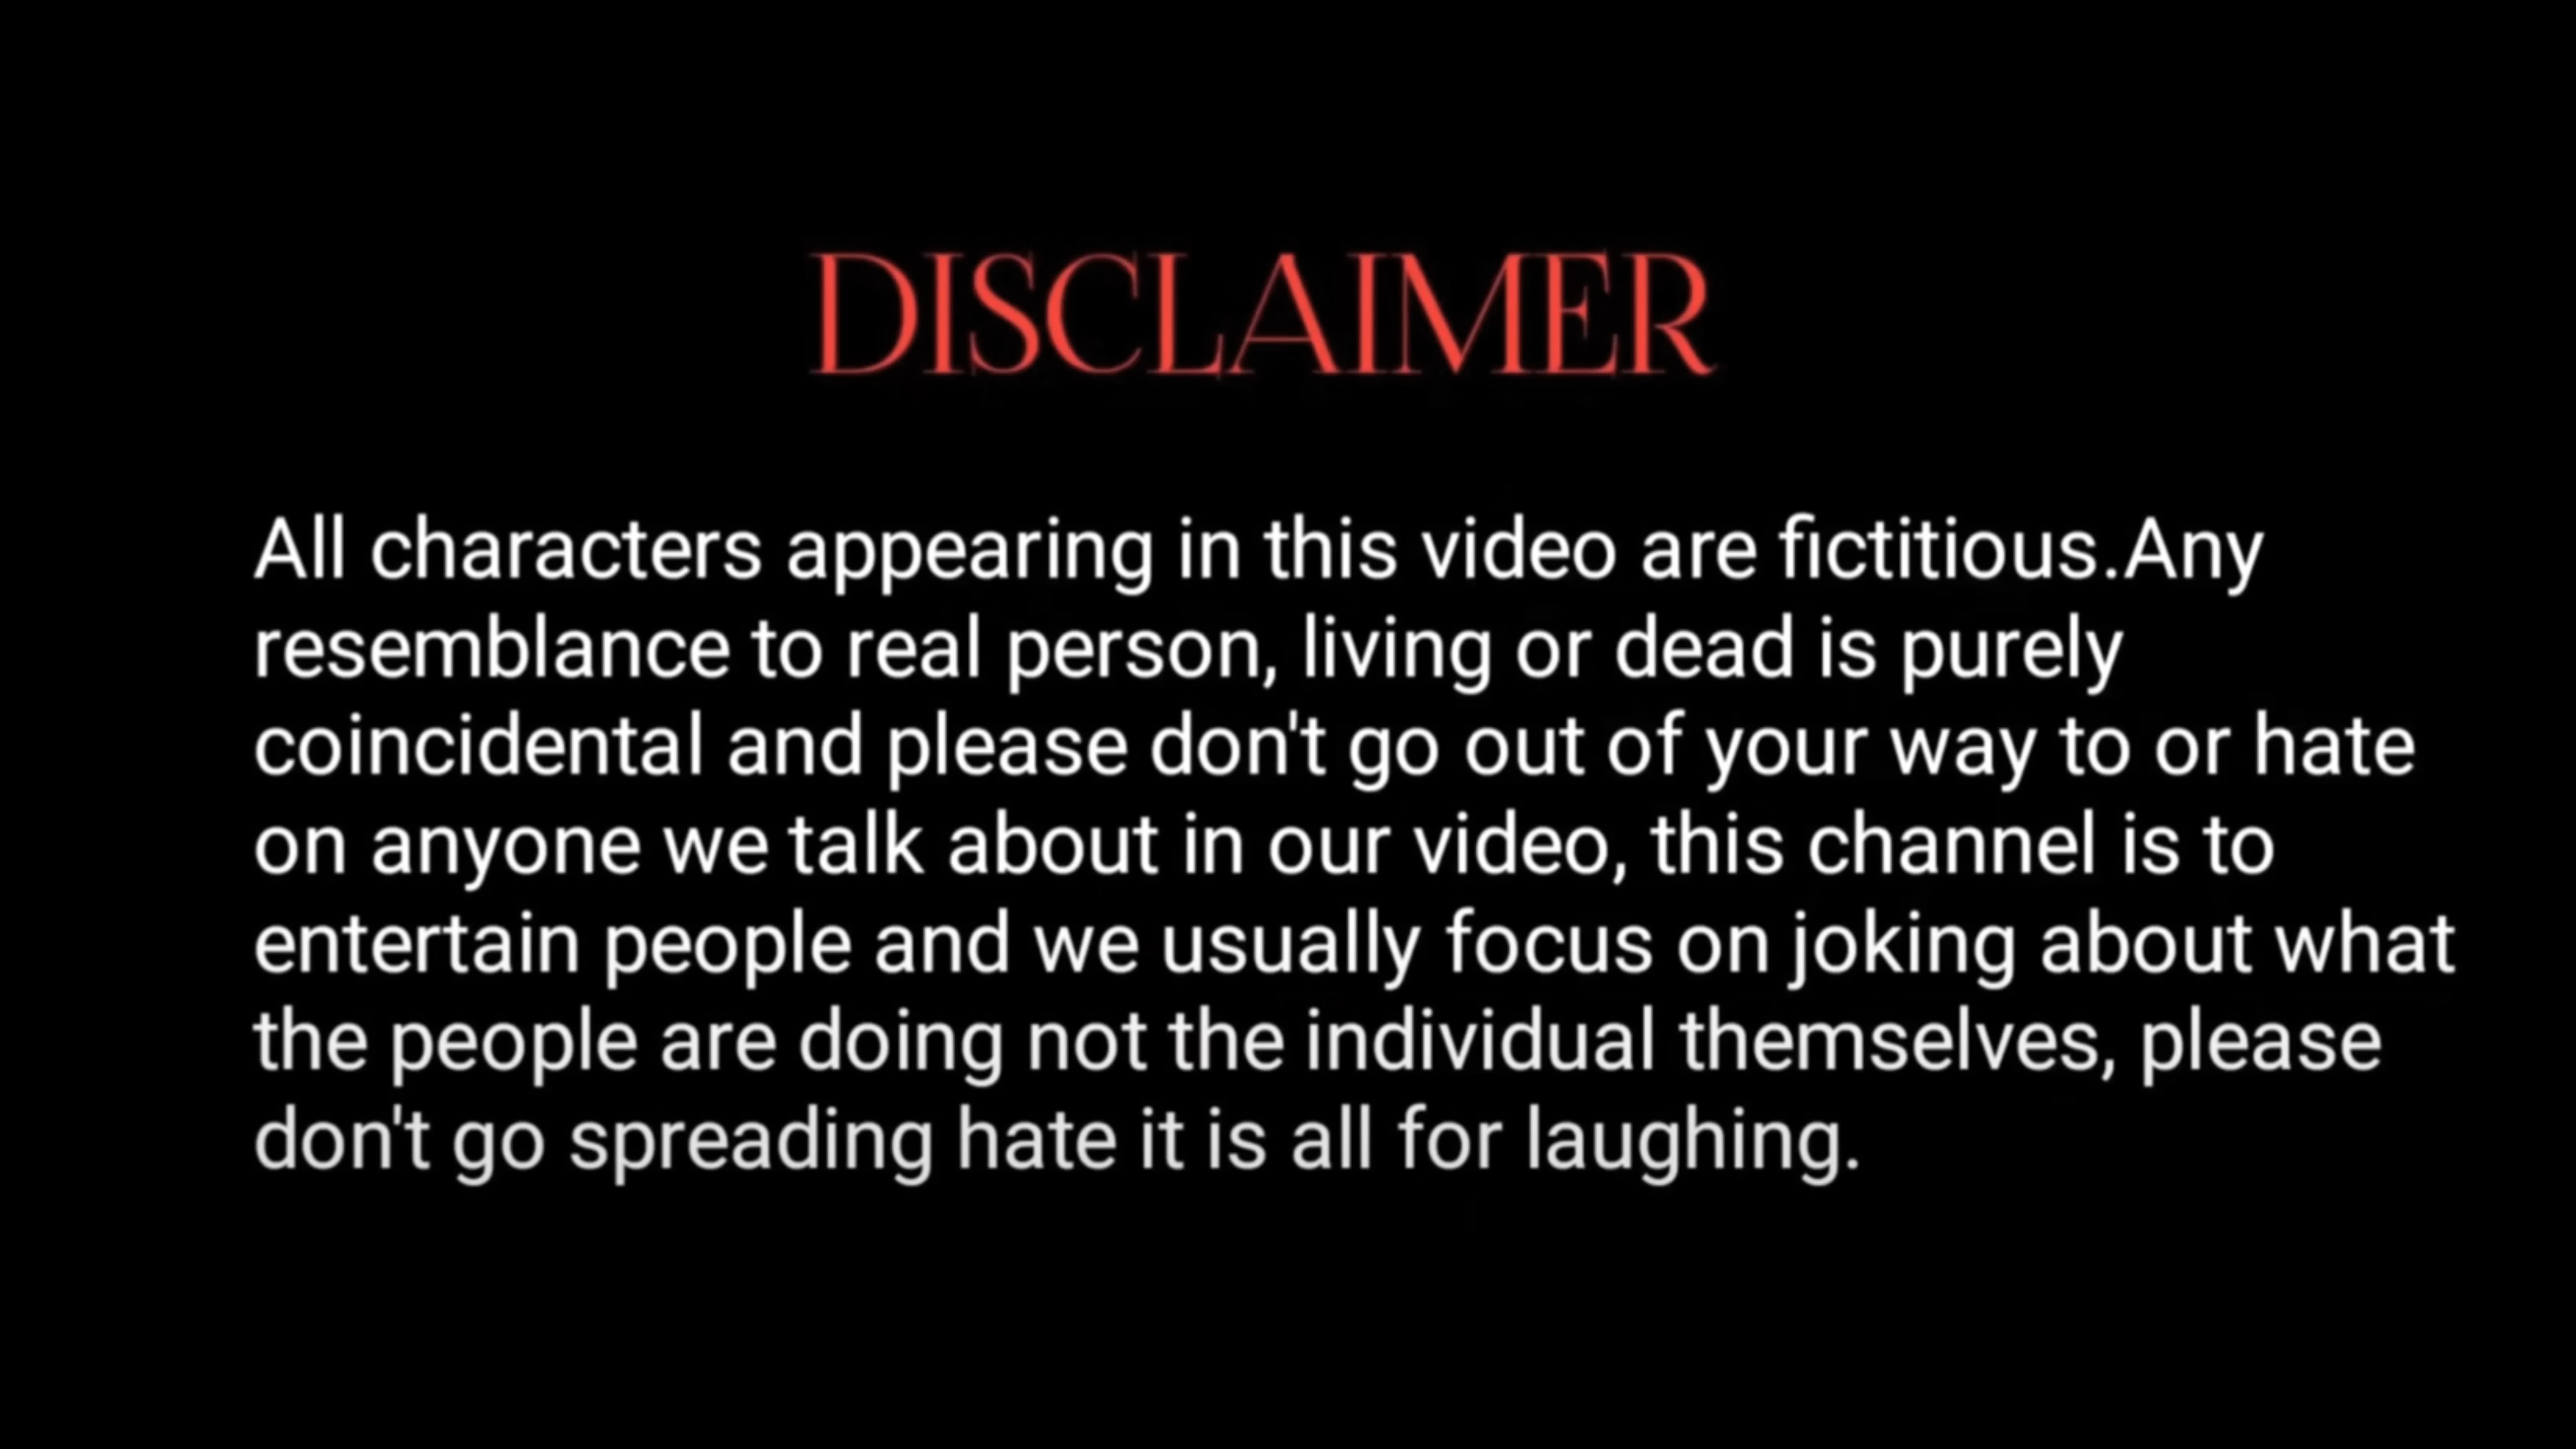 DISCLAIMER
All characters appearing in this video are fictitious.Any
resemblance to real person, living or dead is purely
coincidental and please don't go out of your way to or hate
on anyone we talk about in our video, this channel is to
entertain people and we usually focus on joking about what
the people are doing not the individual themselves, please
don't go spreading hate it is all for laughing.